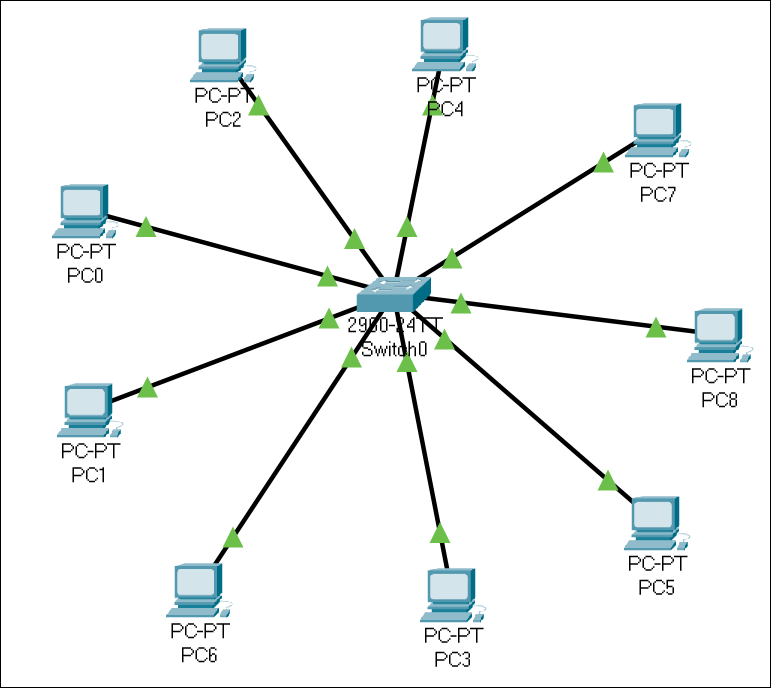 PC-PT
PC2
PC-PT
PC4
PC-PT
PC7
PC-PT
PC0
2960-24TT
Switch0
PC-PT
PC8
PC-PT
PC1
PC-PT
PC5
PC-PT
PC6
PC-PT
PC3